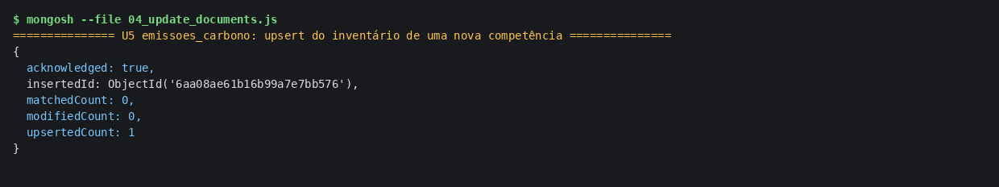 $ mongosh --file 04_update_documents.js
=============== U5 emissoes_carbono: upsert do inventário de uma nova competência ===============
{
  acknowledged: true,
  insertedId: ObjectId('6aa08ae61b16b99a7e7bb576'),
  matchedCount: 0,
  modifiedCount: 0,
  upsertedCount: 1
}